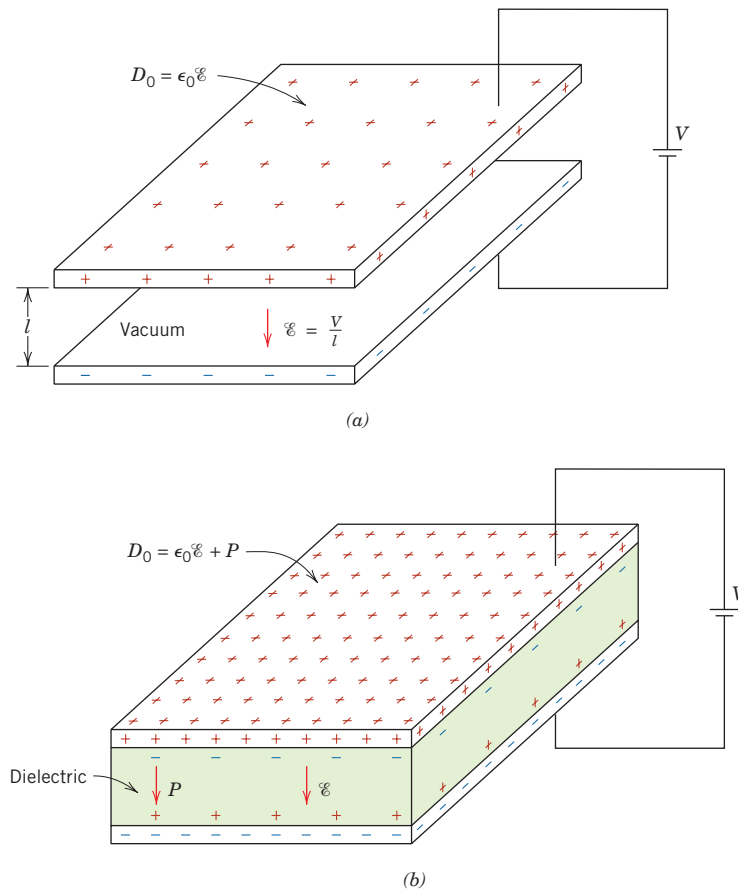 D₀ = ϵ₀ℰ
V
l
Vacuum
ℰ = V/l
(a)
D₀ = ϵ₀ℰ + P
V
Dielectric
P
ℰ
(b)